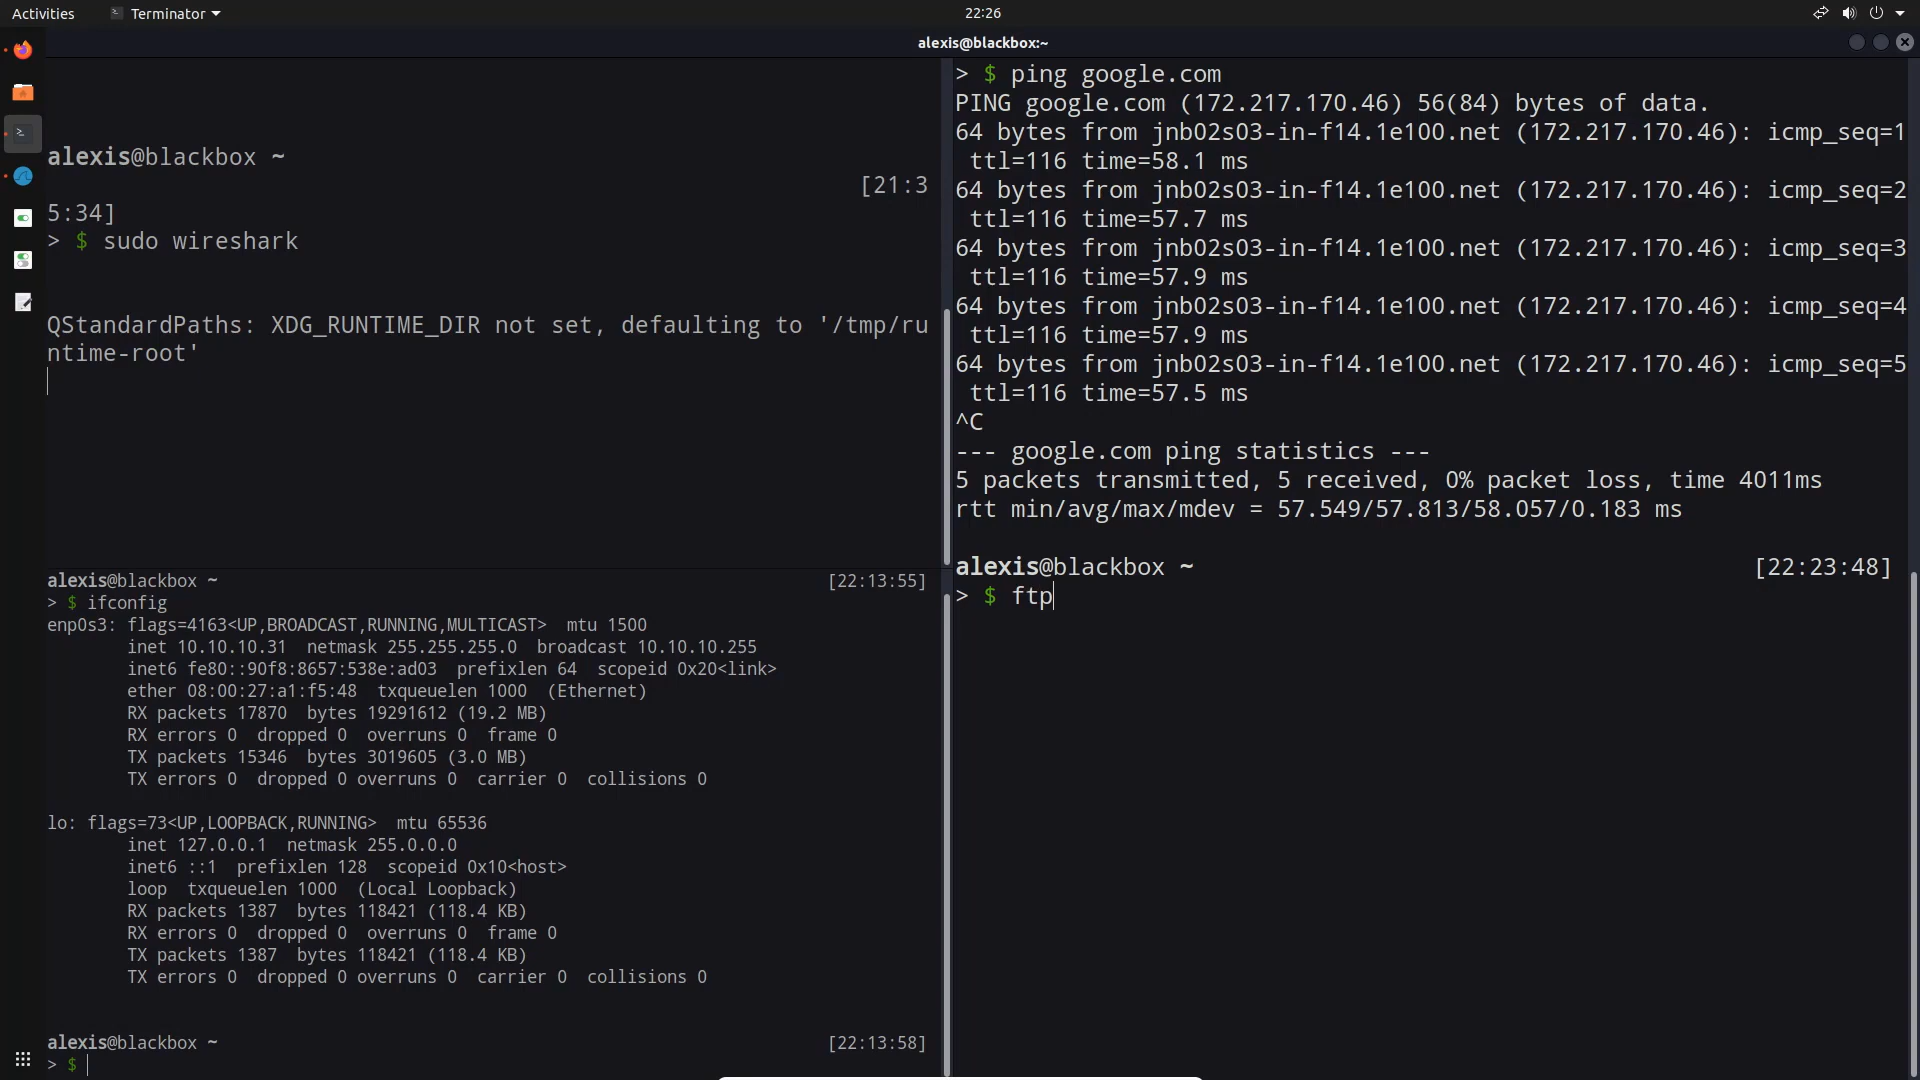 Activities
Terminator
22:26
alexis@blackbox:~
alexis@blackbox ~
[21:3
5:34]
> $ sudo wireshark
QStandardPaths: XDG_RUNTIME_DIR not set, defaulting to '/tmp/ru
ntime-root'
alexis@blackbox ~ [22:13:55]
> $ ifconfig
enp0s3: flags=4163<UP,BROADCAST,RUNNING,MULTICAST>  mtu 1500
        inet 10.10.10.31  netmask 255.255.255.0  broadcast 10.10.10.255
        inet6 fe80::90f8:8657:538e:ad03  prefixlen 64  scopeid 0x20<link>
        ether 08:00:27:a1:f5:48  txqueuelen 1000  (Ethernet)
        RX packets 17870  bytes 19291612 (19.2 MB)
        RX errors 0  dropped 0  overruns 0  frame 0
        TX packets 15346  bytes 3019605 (3.0 MB)
        TX errors 0  dropped 0 overruns 0  carrier 0  collisions 0
lo: flags=73<UP,LOOPBACK,RUNNING>  mtu 65536
        inet 127.0.0.1  netmask 255.0.0.0
        inet6 ::1  prefixlen 128  scopeid 0x10<host>
        loop  txqueuelen 1000  (Local Loopback)
        RX packets 1387  bytes 118421 (118.4 KB)
        RX errors 0  dropped 0  overruns 0  frame 0
        TX packets 1387  bytes 118421 (118.4 KB)
        TX errors 0  dropped 0 overruns 0  carrier 0  collisions 0
alexis@blackbox ~ [22:13:58]
> $
> $ ping google.com
PING google.com (172.217.170.46) 56(84) bytes of data.
64 bytes from jnb02s03-in-f14.1e100.net (172.217.170.46): icmp_seq=1
 ttl=116 time=58.1 ms
64 bytes from jnb02s03-in-f14.1e100.net (172.217.170.46): icmp_seq=2
 ttl=116 time=57.7 ms
64 bytes from jnb02s03-in-f14.1e100.net (172.217.170.46): icmp_seq=3
 ttl=116 time=57.9 ms
64 bytes from jnb02s03-in-f14.1e100.net (172.217.170.46): icmp_seq=4
 ttl=116 time=57.9 ms
64 bytes from jnb02s03-in-f14.1e100.net (172.217.170.46): icmp_seq=5
 ttl=116 time=57.5 ms
^C
--- google.com ping statistics ---
5 packets transmitted, 5 received, 0% packet loss, time 4011ms
rtt min/avg/max/mdev = 57.549/57.813/58.057/0.183 ms
alexis@blackbox ~ [22:23:48]
> $ ftp